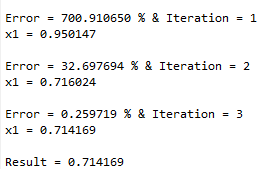 Error = 700.910650 % & Iteration = 1
x1 = 0.950147
Error = 32.697694 % & Iteration = 2
x1 = 0.716024
Error = 0.259719 % & Iteration = 3
x1 = 0.714169
Result = 0.714169